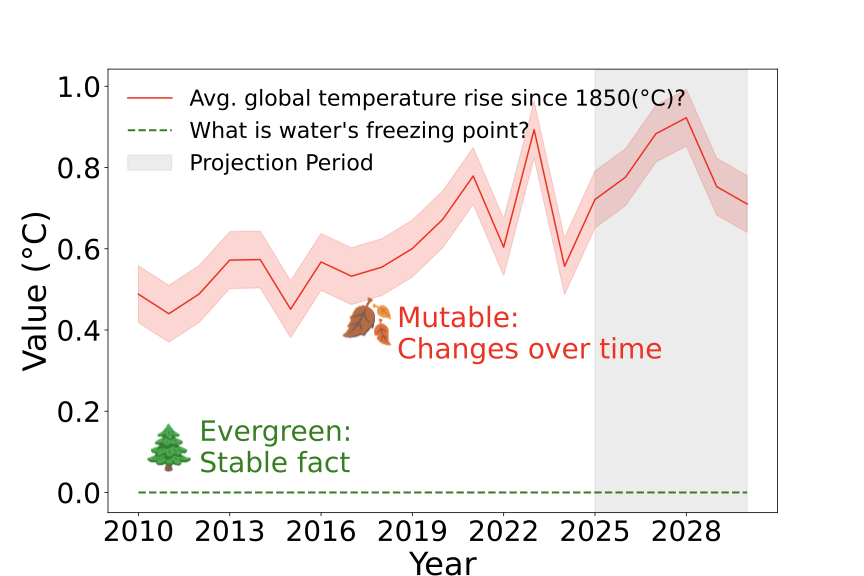 1.0
0.8
0.6
0.4
0.2
0.0
Value (°C)
Avg. global temperature rise since 1850(°C)?
What is water's freezing point?
Projection Period
Mutable:
Changes over time
Evergreen:
Stable fact
2010 2013 2016 2019 2022 2025 2028
Year